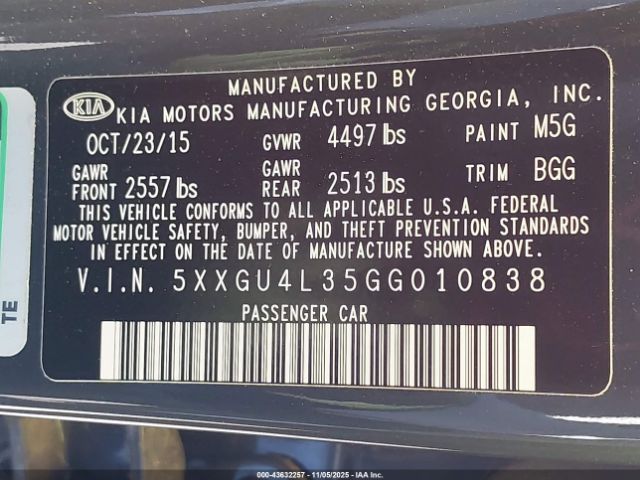 MANUFACTURED BY
KIA KIA MOTORS MANUFACTURING GEORGIA, INC.
OCT/23/15 GVWR 4497 lbs PAINT M5G
GAWR FRONT 2557 lbs GAWR REAR 2513 lbs TRIM BGG
THIS VEHICLE CONFORMS TO ALL APPLICABLE U.S.A. FEDERAL
MOTOR VEHICLE SAFETY, BUMPER, AND THEFT PREVENTION STANDARDS
IN EFFECT ON THE DATE OF MANUFACTURE SHOWN ABOVE.
V.I.N. 5XXGU4L35GG010838
PASSENGER CAR
TE
000-43632257 - 11/05/2025 - IAA Inc.